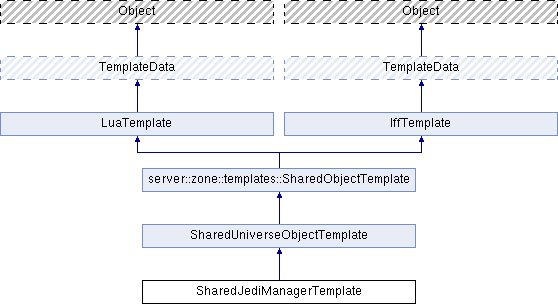 Object Object
TemplateData TemplateData
LuaTemplate IffTemplate
server::zone::templates::SharedObjectTemplate
SharedUniverseObjectTemplate
SharedJediManagerTemplate